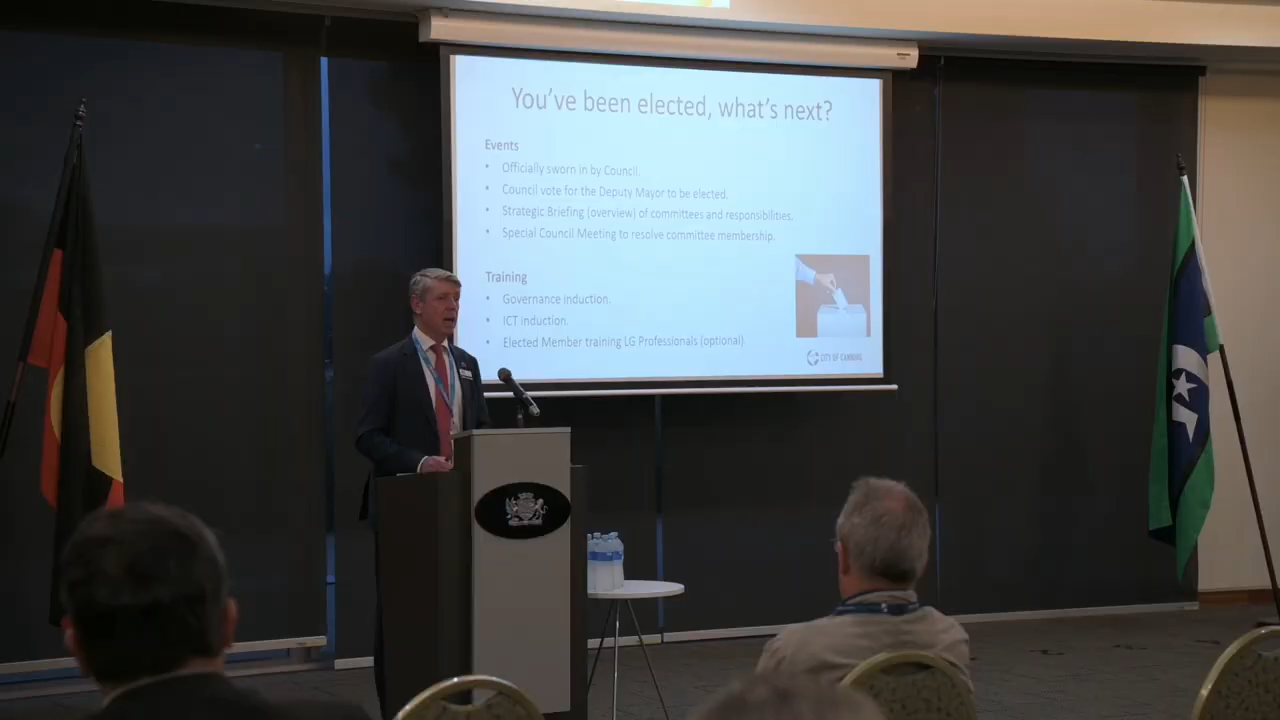 You've been elected, what's next?
Events
• Officially sworn in by Council.
• Council vote for the Deputy Mayor to be elected.
• Strategic Briefing (overview) of committees and responsibilities.
• Special Council Meeting to resolve committee membership.
Training
• Governance induction.
• ICT induction.
• Elected Member training LG Professionals (optional)
CITY OF CANNING